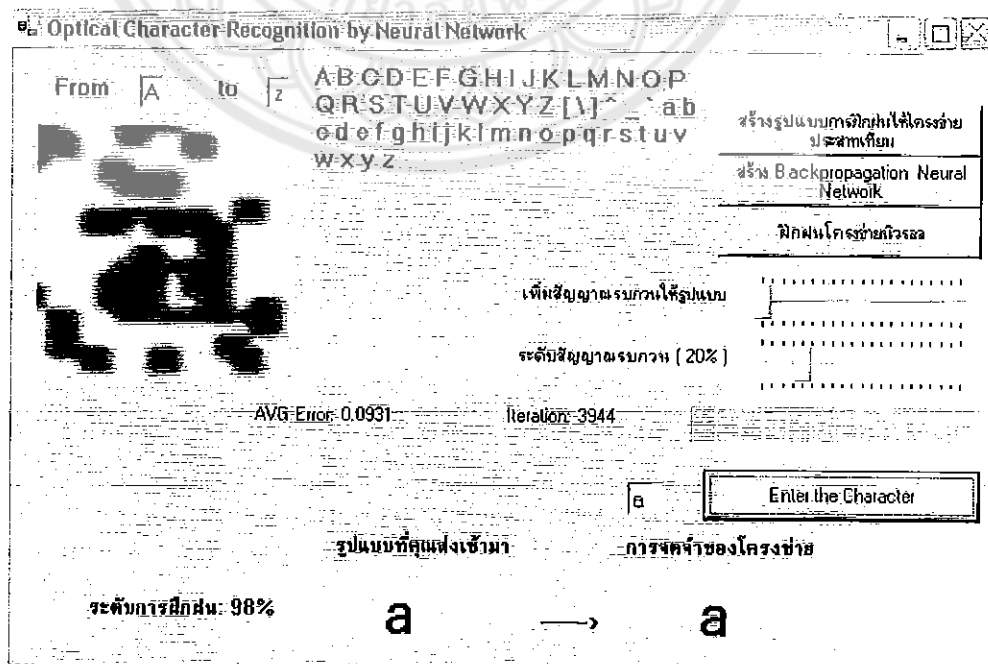 Optical Character Recognition by Neural Network
From A to z
A B C D E F G H I J K L M N O P
Q R S T U V W X Y Z [ \ ] ^ _ ` a b
c d e f g h i j k l m n o p q r s t u v
w x y z
สร้างรูปแบบการฝึกฝนให้โครงข่าย
ประสาทเทียม
สร้าง Backpropagation Neural
Network
ฝึกฝนโครงข่ายนิวรอล
เพิ่มสัญญาณรบกวนให้รูปแบบ
ระดับสัญญาณรบกวน ( 20% )
AVG Error: 0.0931
Iteration: 3944
a
Enter the Character
รูปแบบที่คุณส่งเข้ามา
การจดจำของโครงข่าย
ระดับการฝึกฝน: 98%
a → a